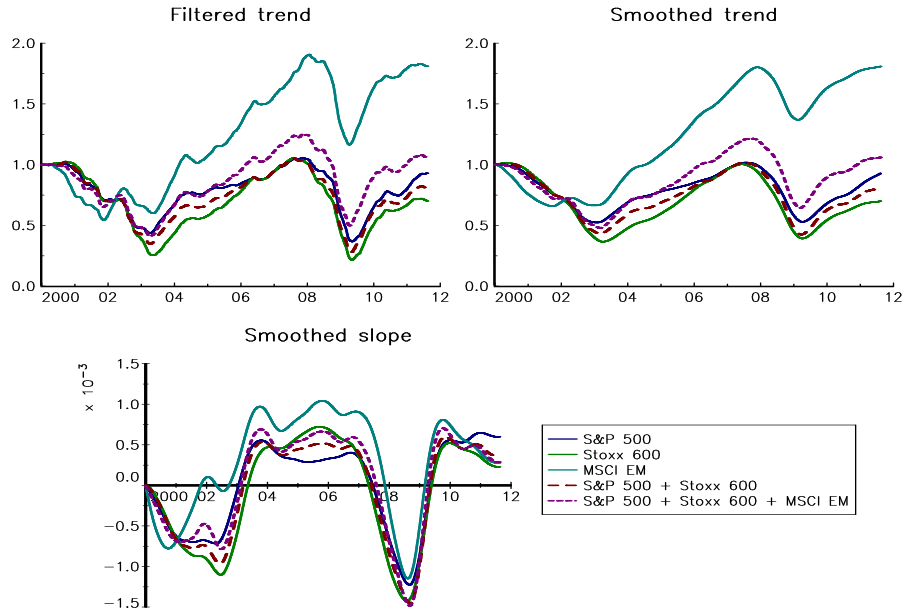 Filtered trend
2.0
1.5
1.0
0.5
0.0
2000 02 04 06 08 10 12
Smoothed trend
2.0
1.5
1.0
0.5
0.0
2000 02 04 06 08 10 12
Smoothed slope
x 10⁻³
1.5
1.0
0.5
0.0
−0.5
−1.0
−1.5
2000 02 04 06 08 10 12
S&P 500
Stoxx 600
MSCI EM
S&P 500 + Stoxx 600
S&P 500 + Stoxx 600 + MSCI EM